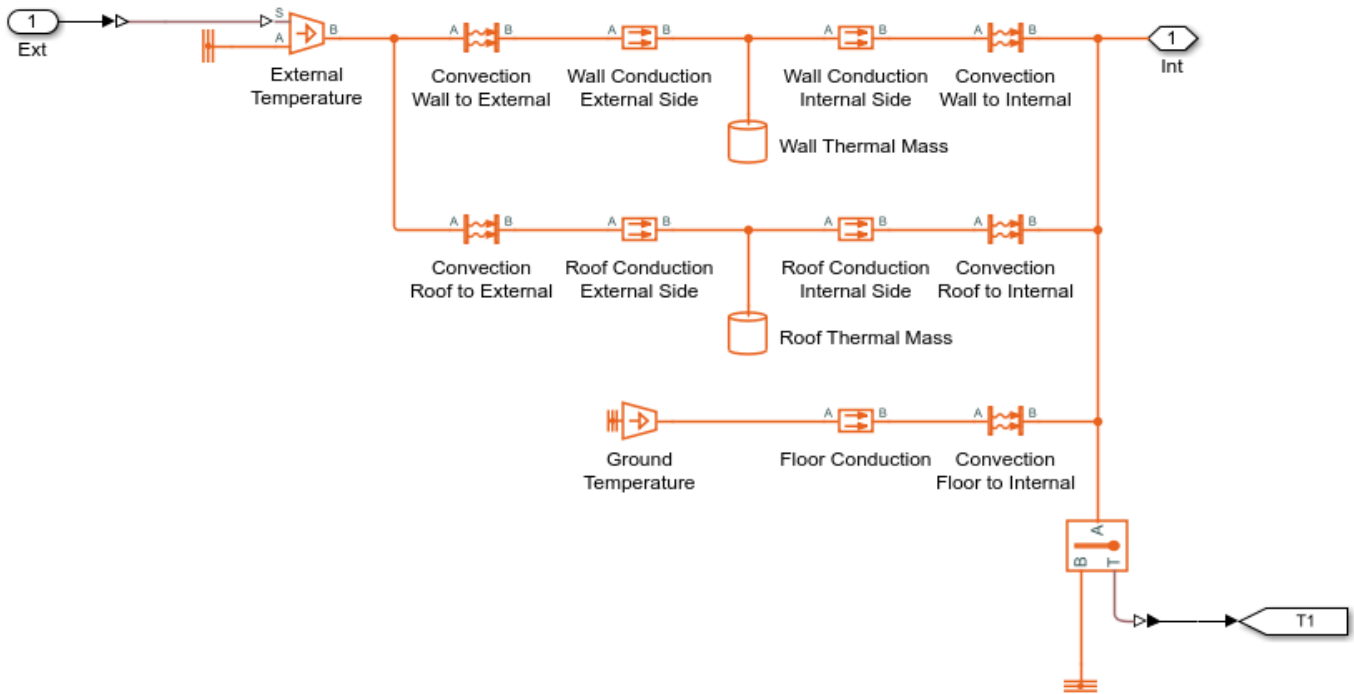 1
Ext
S
A
B
External
Temperature
A
B
Convection
Wall to External
A
B
Wall Conduction
External Side
A
B
Wall Conduction
Internal Side
A
B
Convection
Wall to Internal
1
Int
Wall Thermal Mass
A
B
Convection
Roof to External
A
B
Roof Conduction
External Side
A
B
Roof Conduction
Internal Side
A
B
Convection
Roof to Internal
Roof Thermal Mass
Ground
Temperature
A
B
Floor Conduction
A
B
Convection
Floor to Internal
A
B
T
T1